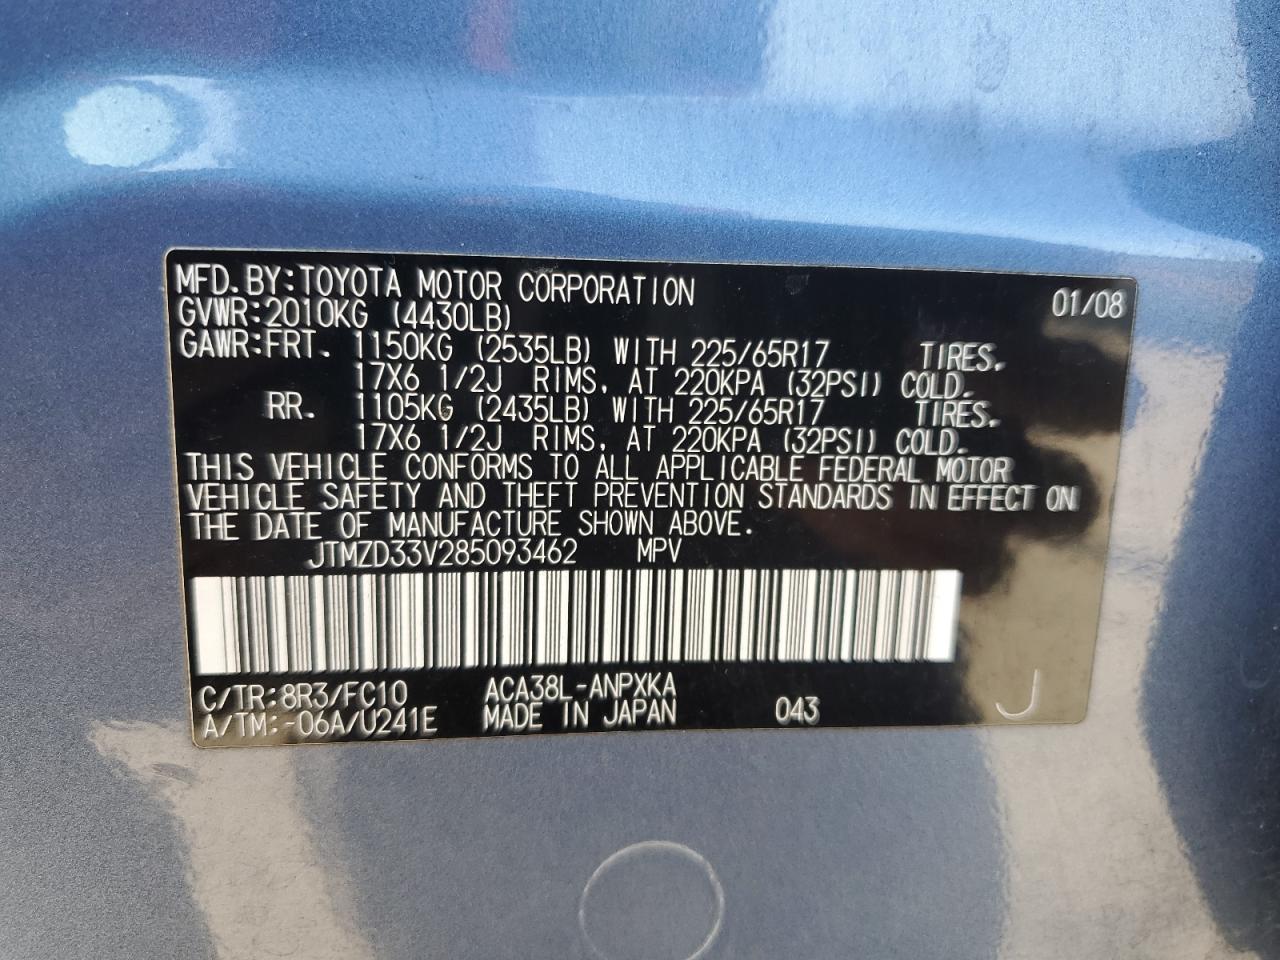 MFD. BY: TOYOTA MOTOR CORPORATION 01/08
GVWR: 2010KG (4430LB)
GAWR: FRT. 1150KG (2535LB) WITH 225/65R17 TIRES.
17X6 1/2J RIMS, AT 220KPA (32PSI) COLD.
RR. 1105KG (2435LB) WITH 225/65R17 TIRES.
17X6 1/2J RIMS, AT 220KPA (32PSI) COLD.
THIS VEHICLE CONFORMS TO ALL APPLICABLE FEDERAL MOTOR
VEHICLE SAFETY AND THEFT PREVENTION STANDARDS IN EFFECT ON
THE DATE OF MANUFACTURE SHOWN ABOVE.
JTMZD33V285093462 MPV
C/TR: 8R3/FC10 ACA38L-ANPXKA
A/TM: -06A/U241E MADE IN JAPAN 043 J